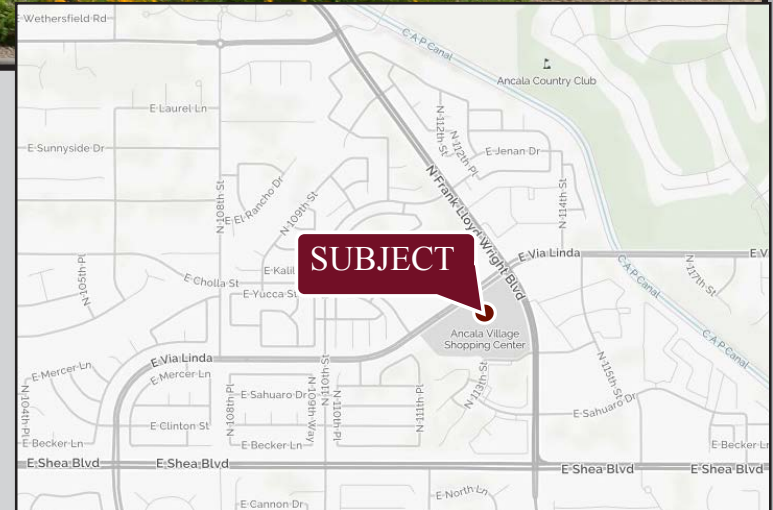 E Wethersfield Rd
C A P Canal
Ancala Country Club
E Laurel Ln
N 112th St
N 112th Pl
E Jenan Dr
E Sunnyside Dr
N 108th St
E El Rancho Dr
N 109th St
N Frank Lloyd Wright Blvd
N 114th St
SUBJECT
E Via Linda
E V
N 105th Pl
E Cholla St
E Kalil
E Yucca St
C A P Canal
N 117th St
Ancala Village
Shopping Center
C A P Canal
E Via Linda
E Mercer Ln
E Mercer Ln
N 104th Pl
N 108th Pl
E Sahuaro Dr
N 109th Way
N 110th St
N 110th Pl
N 111th Pl
N 113th St
N 115th St
E Sahuaro Dr
E Clinton St
E Becker Ln
E Becker Ln
E Becker Ln
E Shea Blvd
E Shea Blvd
E Shea Blvd
E Shea Blvd
E Cannon Dr
E North Ln